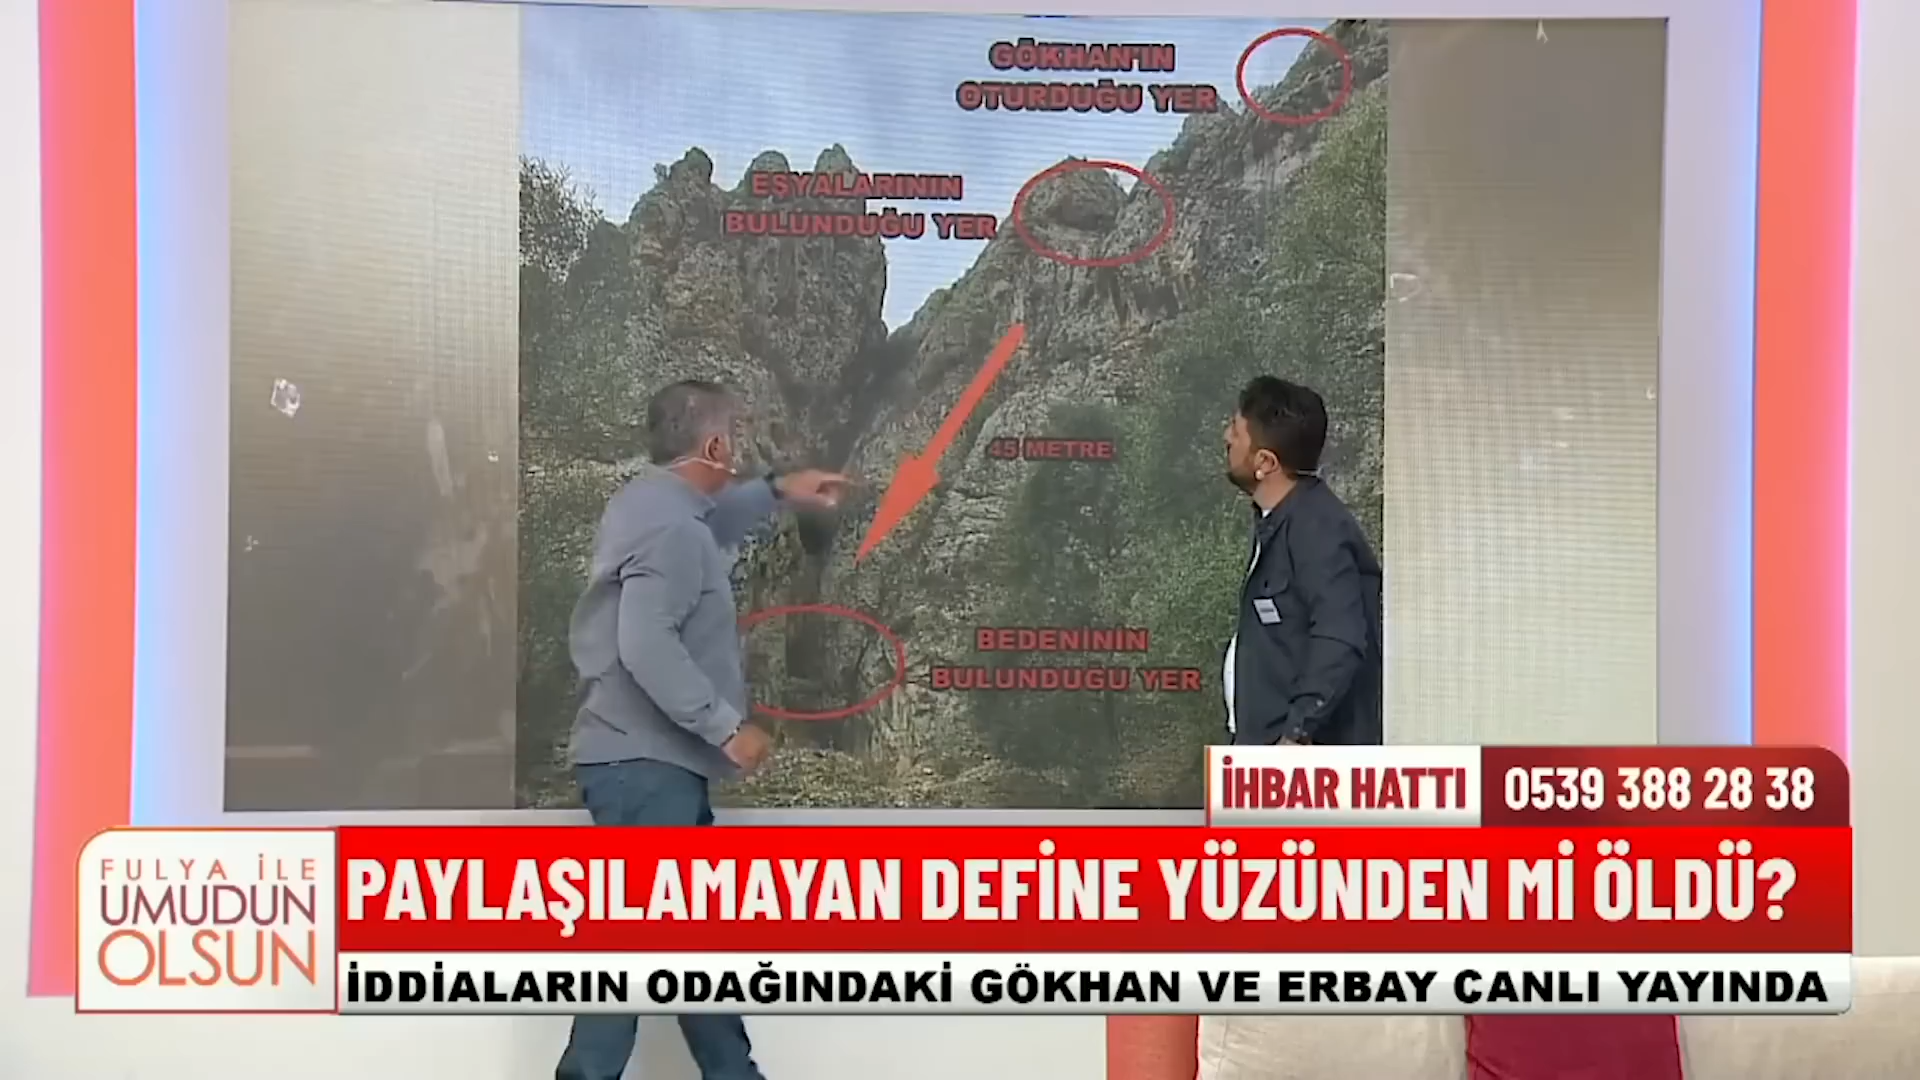 GÖKHAN'IN
OTURDUĞU YER
EŞYALARININ
BULUNDUĞU YER
45 METRE
BEDENİNİN
BULUNDUĞU YER
İHBAR HATTI
0539 388 28 38
FULYA İLE
UMUDUN
OLSUN
PAYLAŞILAMAYAN DEFİNE YÜZÜNDEN Mİ ÖLDÜ?
İDDİALARIN ODAĞINDAKİ GÖKHAN VE ERBAY CANLI YAYINDA